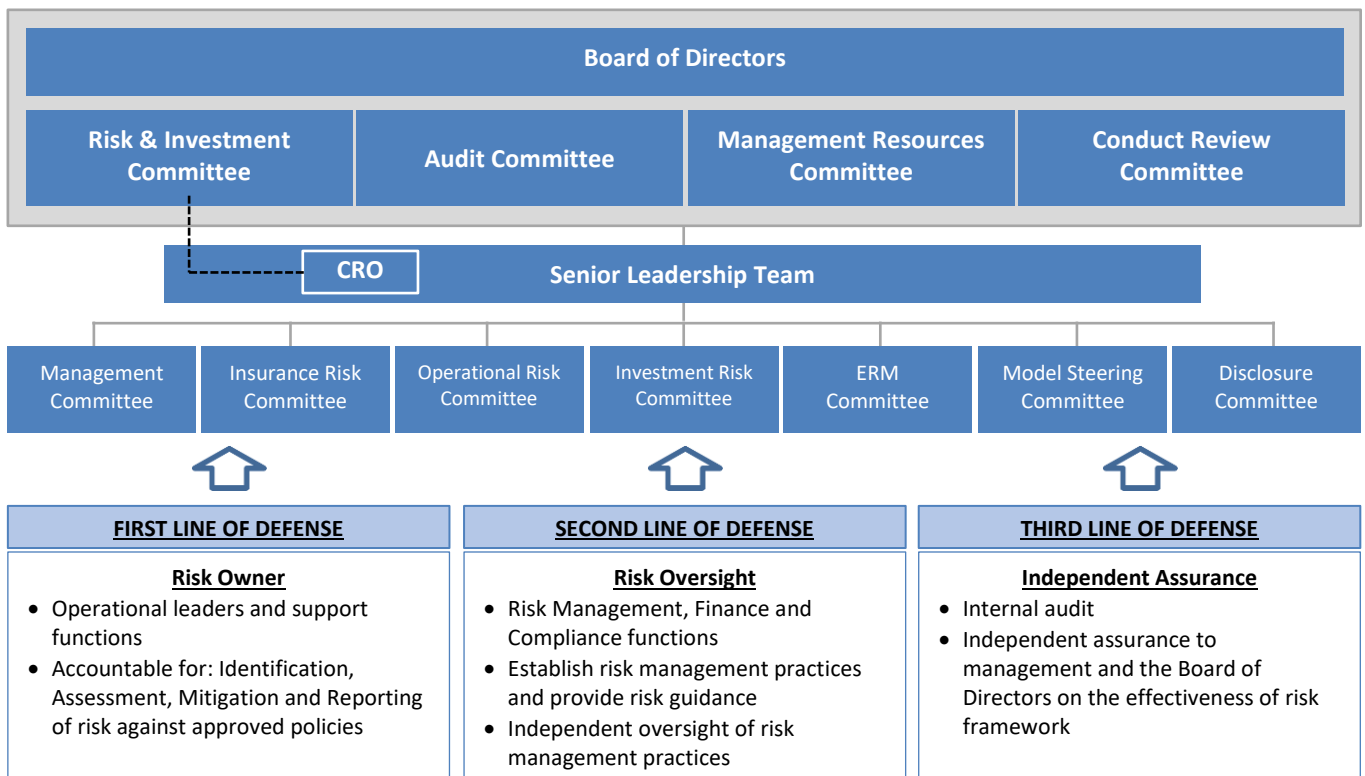 Board of Directors
Risk & Investment
Committee
Audit Committee
Management Resources
Committee
Conduct Review
Committee
CRO
Senior Leadership Team
Management
Committee
Insurance Risk
Committee
Operational Risk
Committee
Investment Risk
Committee
ERM
Committee
Model Steering
Committee
Disclosure
Committee
FIRST LINE OF DEFENSE
Risk Owner
• Operational leaders and support
functions
• Accountable for: Identification,
Assessment, Mitigation and Reporting
of risk against approved policies
SECOND LINE OF DEFENSE
Risk Oversight
• Risk Management, Finance and
Compliance functions
• Establish risk management practices
and provide risk guidance
• Independent oversight of risk
management practices
THIRD LINE OF DEFENSE
Independent Assurance
• Internal audit
• Independent assurance to
management and the Board of
Directors on the effectiveness of risk
framework